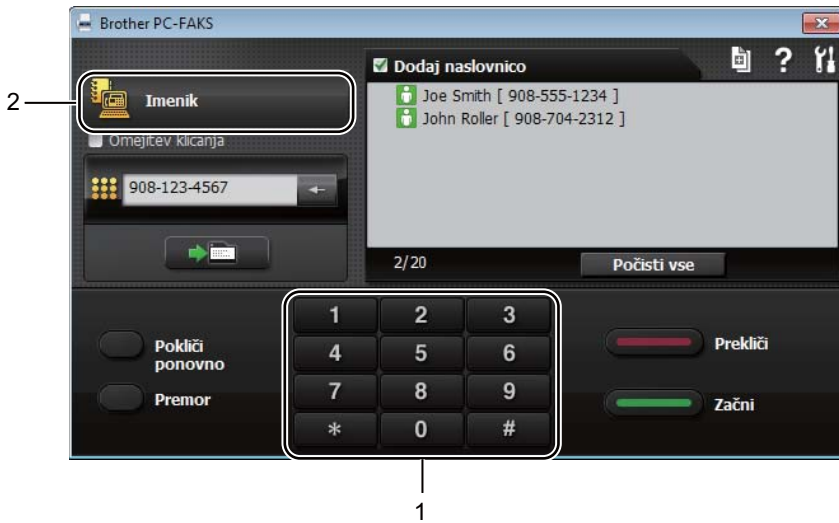 Brother PC-FAKS
2
Imenik
Omejitev klicanja
908-123-4567
Dodaj naslovnico
?
Joe Smith [ 908-555-1234 ]
John Roller [ 908-704-2312 ]
2/20
Počisti vse
Pokliči
ponovno
Premor
1 2 3
4 5 6
7 8 9
* 0 #
Prekliči
Začni
1